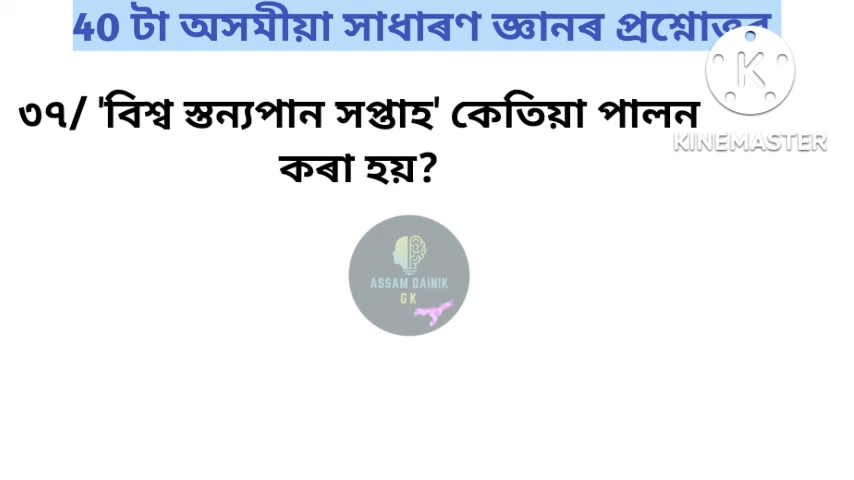 40 টা অসমীয়া সাধাৰণ জ্ঞানৰ প্ৰশ্নোত্তৰ
KINEMASTER
৩৭/ 'বিশ্ব স্তন্যপান সপ্তাহ' কেতিয়া পালন
কৰা হয়?
ASSAM DAINIK
GK